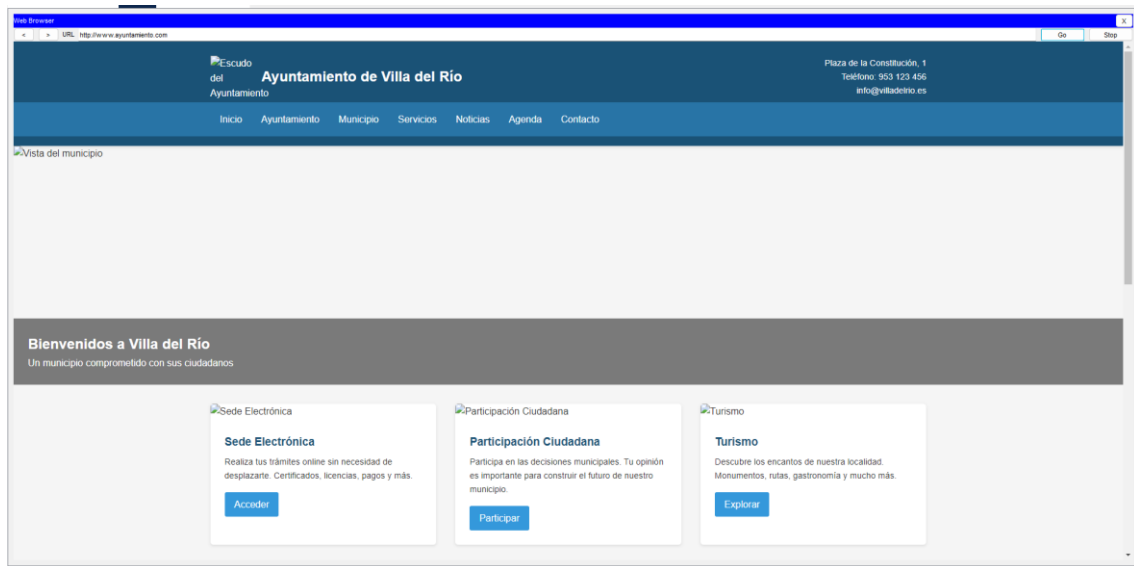 Web Browser
X
< > URL http://www.ayuntamiento.com Go Stop
Escudo
del
Ayuntamiento
Ayuntamiento de Villa del Río
Plaza de la Constitución, 1
Teléfono: 953 123 456
info@villadelrio.es
Inicio Ayuntamiento Municipio Servicios Noticias Agenda Contacto
Vista del municipio
Bienvenidos a Villa del Río
Un municipio comprometido con sus ciudadanos
Sede Electrónica
Sede Electrónica
Realiza tus trámites online sin necesidad de
desplazarte. Certificados, licencias, pagos y más.
Acceder
Participación Ciudadana
Participación Ciudadana
Participa en las decisiones municipales. Tu opinión
es importante para construir el futuro de nuestro
municipio.
Participar
Turismo
Turismo
Descubre los encantos de nuestra localidad.
Monumentos, rutas, gastronomía y mucho más.
Explorar